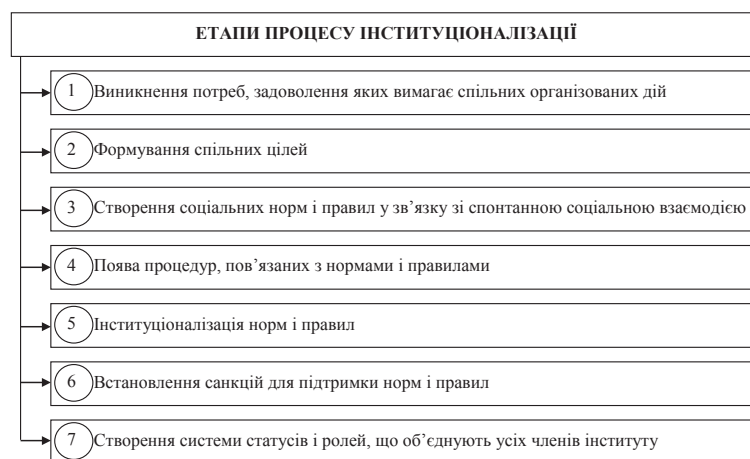 ЕТАПИ ПРОЦЕСУ ІНСТИТУЦІОНАЛІЗАЦІЇ
1 Виникнення потреб, задоволення яких вимагає спільних організованих дій
2 Формування спільних цілей
3 Створення соціальних норм і правил у зв’язку зі спонтанною соціальною взаємодією
4 Поява процедур, пов’язаних з нормами і правилами
5 Інституціоналізація норм і правил
6 Встановлення санкцій для підтримки норм і правил
7 Створення системи статусів і ролей, що об’єднують усіх членів інституту